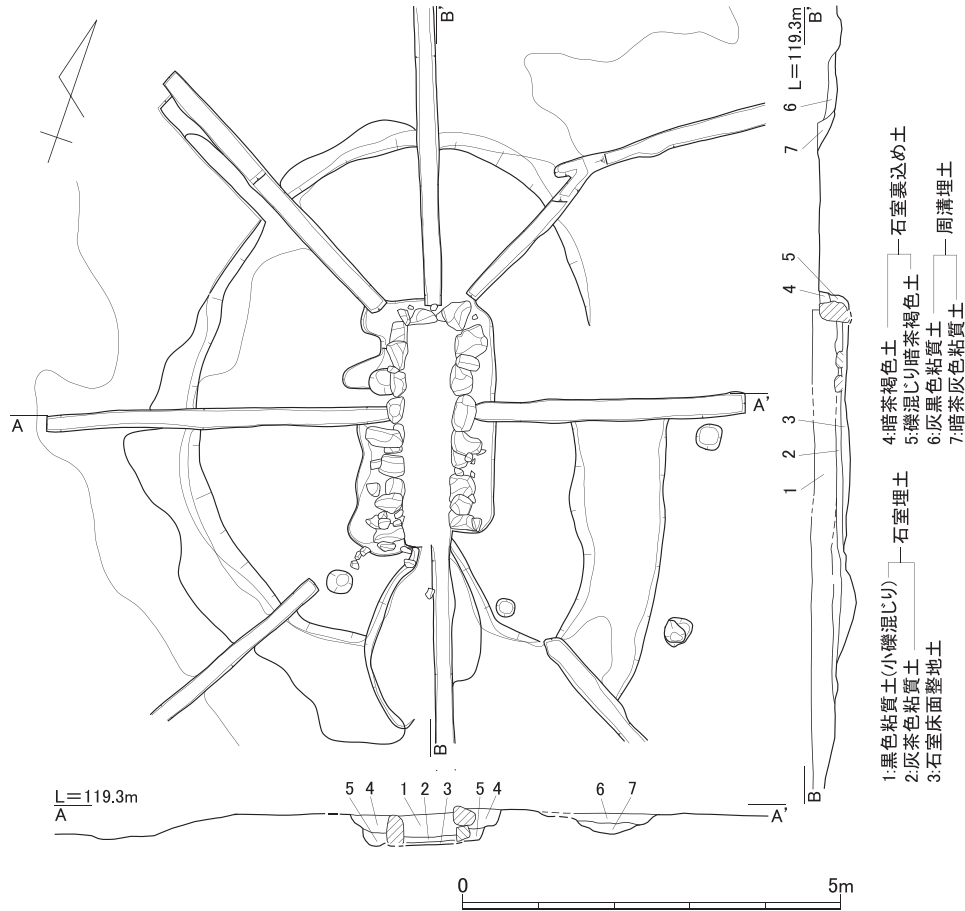 B'
L＝119.3m
B'
6
7
5
4
3
2
1
A
A'
B
B
4:暗茶褐色土
5:礫混じり暗茶褐色土
石室裏込め土
6:灰黒色粘質土
7:暗茶灰色粘質土
周溝埋土
1:黒色粘質土(小礫混じり)
2:灰茶色粘質土
石室埋土
3:石室床面整地土
L＝119.3m
A
5 4 1 2 3 5 4 6 7
A'
0 5m